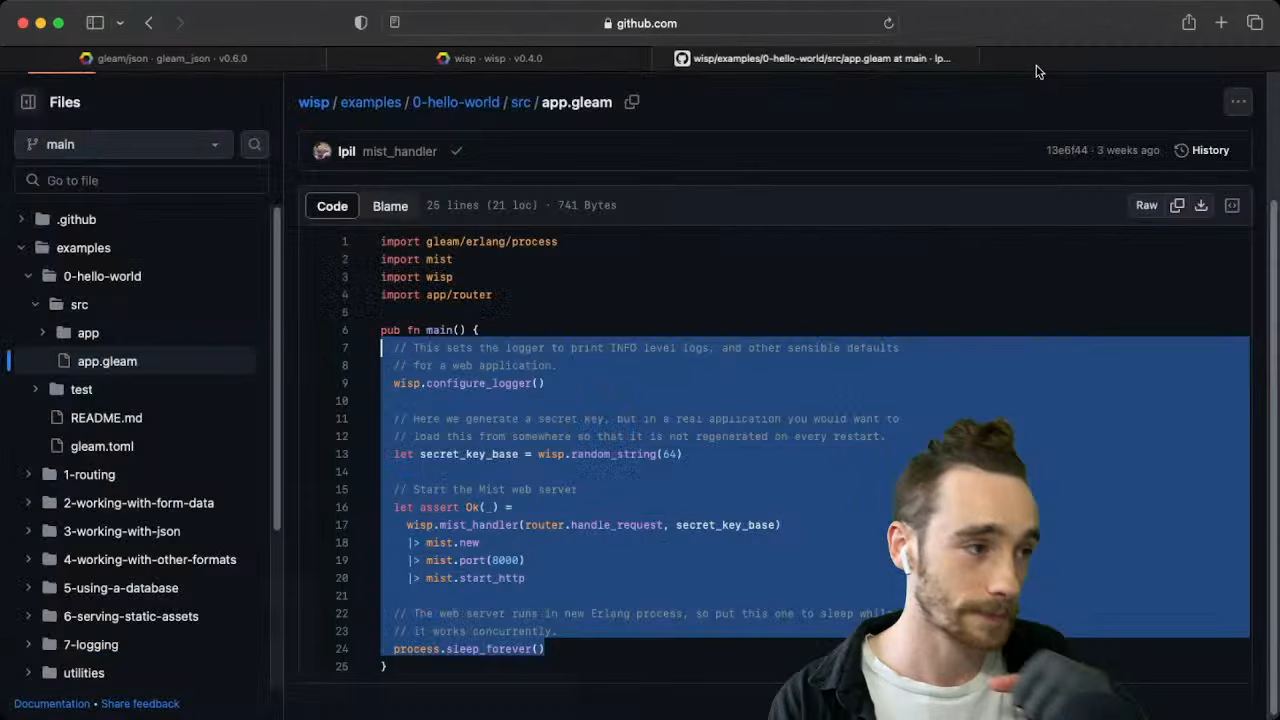 github.com
gleam/json · gleam_json · v0.6.0
wisp · wisp · v0.4.0
wisp/examples/0-hello-world/src/app.gleam at main · lp...
Files
main
Go to file
.github
examples
0-hello-world
src
app
app.gleam
test
README.md
gleam.toml
1-routing
2-working-with-form-data
3-working-with-json
4-working-with-other-formats
5-using-a-database
6-serving-static-assets
7-logging
utilities
Documentation • Share feedback
wisp / examples / 0-hello-world / src / app.gleam
lpil mist_handler
13e6f44 · 3 weeks ago
History
Code
Blame
25 lines (21 loc) · 741 Bytes
Raw
1 import gleam/erlang/process
2 import mist
3 import wisp
4 import app/router
5
6 pub fn main() {
7 // This sets the logger to print INFO level logs, and other sensible defaults
8 // for a web application.
9 wisp.configure_logger()
10
11 // Here we generate a secret key, but in a real application you would want to
12 // load this from somewhere so that it is not regenerated on every restart.
13 let secret_key_base = wisp.random_string(64)
14
15 // Start the Mist web server
16 let assert Ok(_) =
17 wisp.mist_handler(router.handle_request, secret_key_base)
18 |> mist.new
19 |> mist.port(8000)
20 |> mist.start_http
21
22 // The web server runs in new Erlang process, so put this one to sleep whil
23 // it works concurrently.
24 process.sleep_forever()
25 }